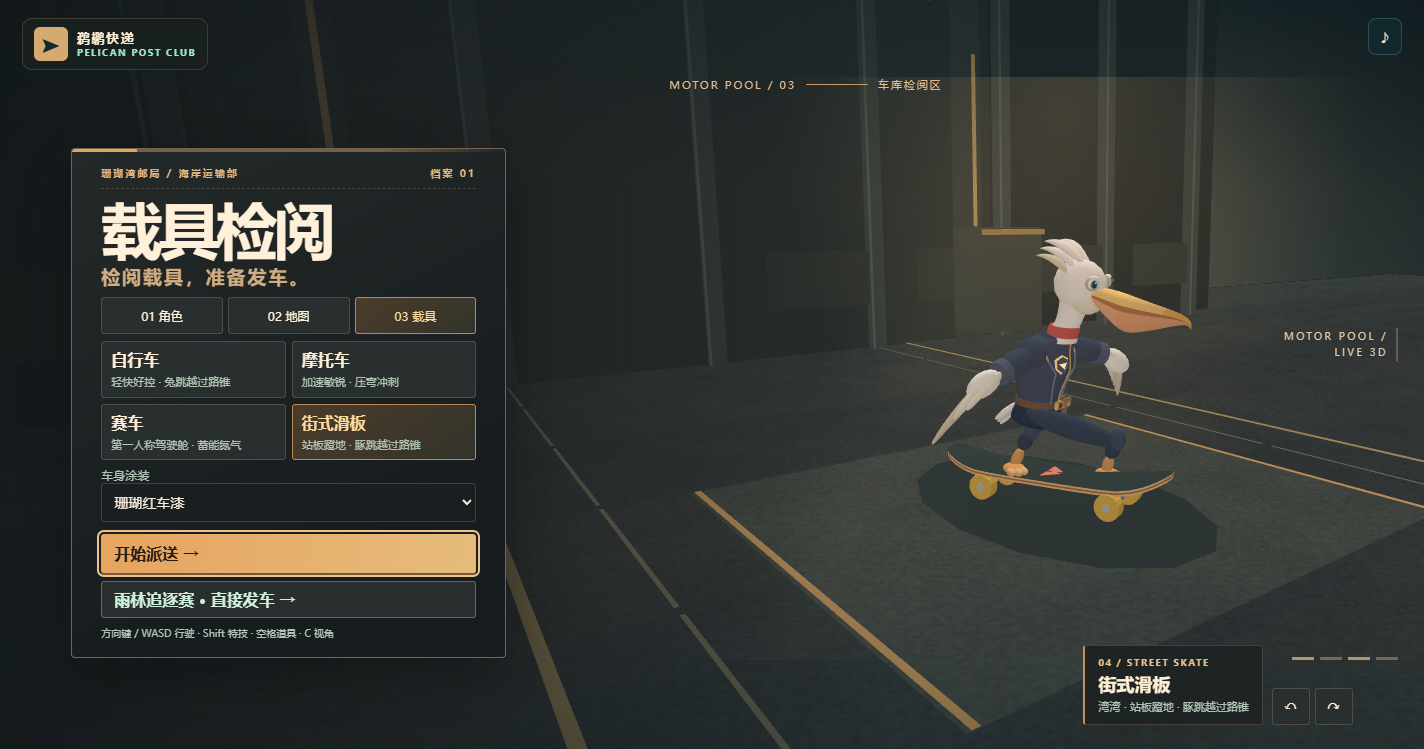 鹈鹕快递
PELICAN POST CLUB
♪
MOTOR POOL / 03 车库检阅区
珊瑚湾邮局 / 海岸运输部 档案 01
载具检阅
检阅载具，准备发车。
01 角色 02 地图 03 载具
自行车
轻快好控 · 免跳越过路锥
摩托车
加速敏锐 · 压弯冲刺
赛车
第一人称驾驶舱 · 蓄能氮气
街式滑板
站板蹬地 · 豚跳越过路锥
车身涂装
珊瑚红车漆
开始派送 →
雨林追逐赛 • 直接发车 →
方向键 / WASD 行驶 · Shift 特技 · 空格道具 · C 视角
MOTOR POOL /
LIVE 3D
04 / STREET SKATE
街式滑板
湾湾 · 站板蹬地 · 豚跳越过路锥